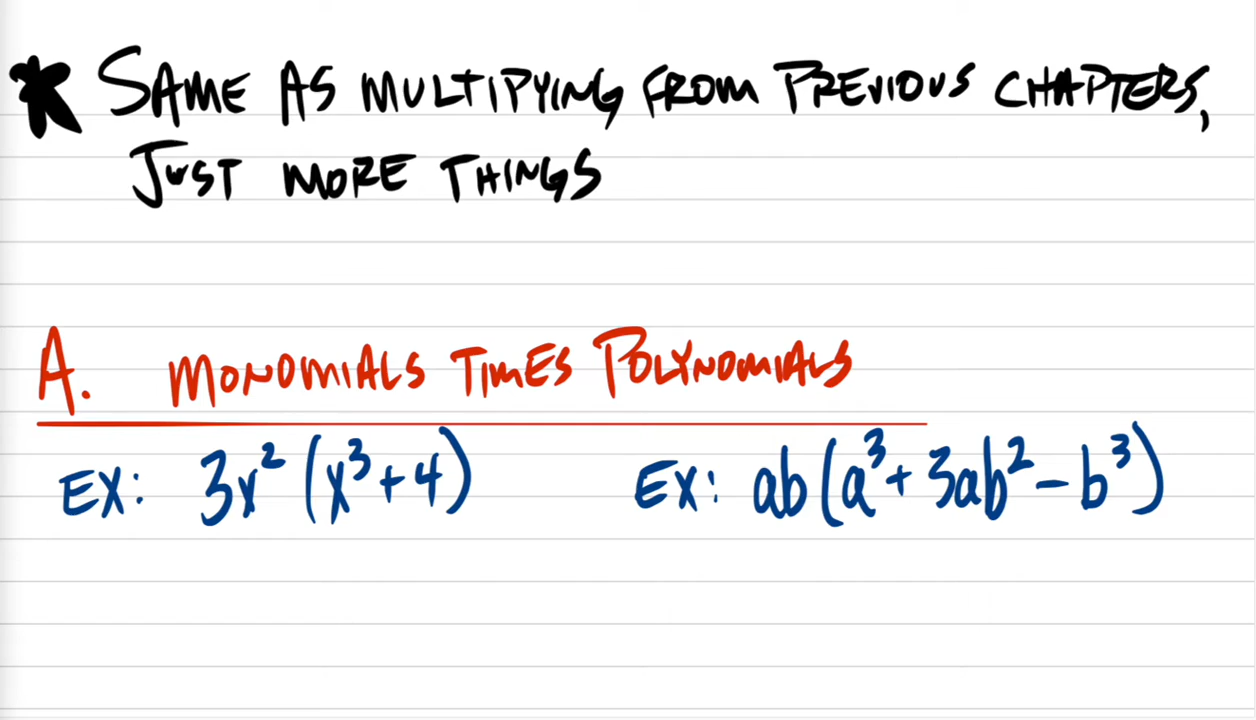 * SAME AS MULTIPYING FROM PREVIOUS CHAPTERS,
JUST MORE THINGS
A. MONOMIALS TIMES POLYNOMIALS
EX: 3x² (x³ + 4) EX: ab(a³ + 3ab² - b³)